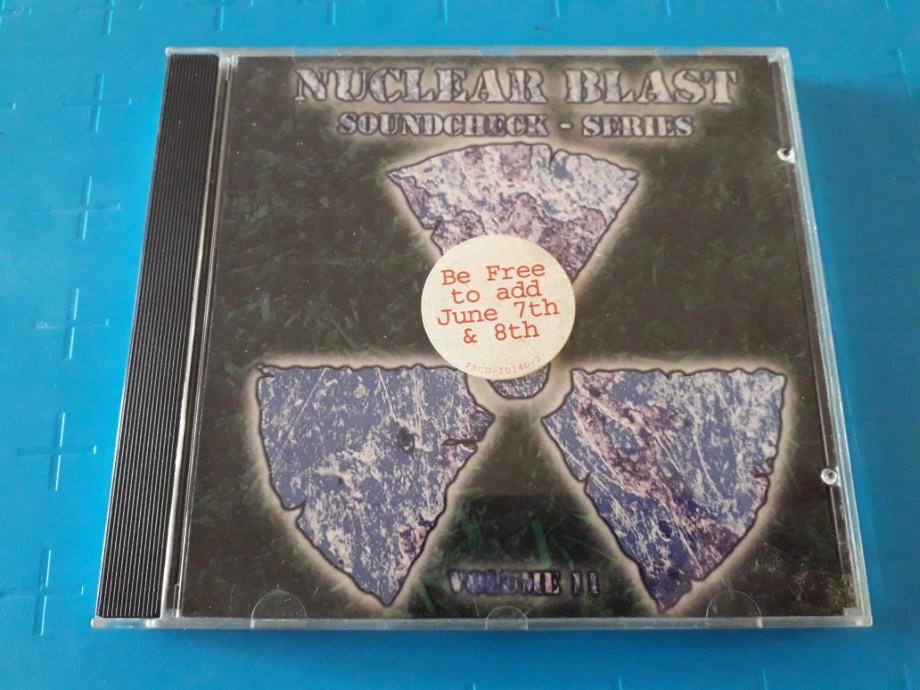 NUCLEAR BLAST
SOUNDCHECK - SERIES
Be Free
to add
June 7th
& 8th
VOLUME 11